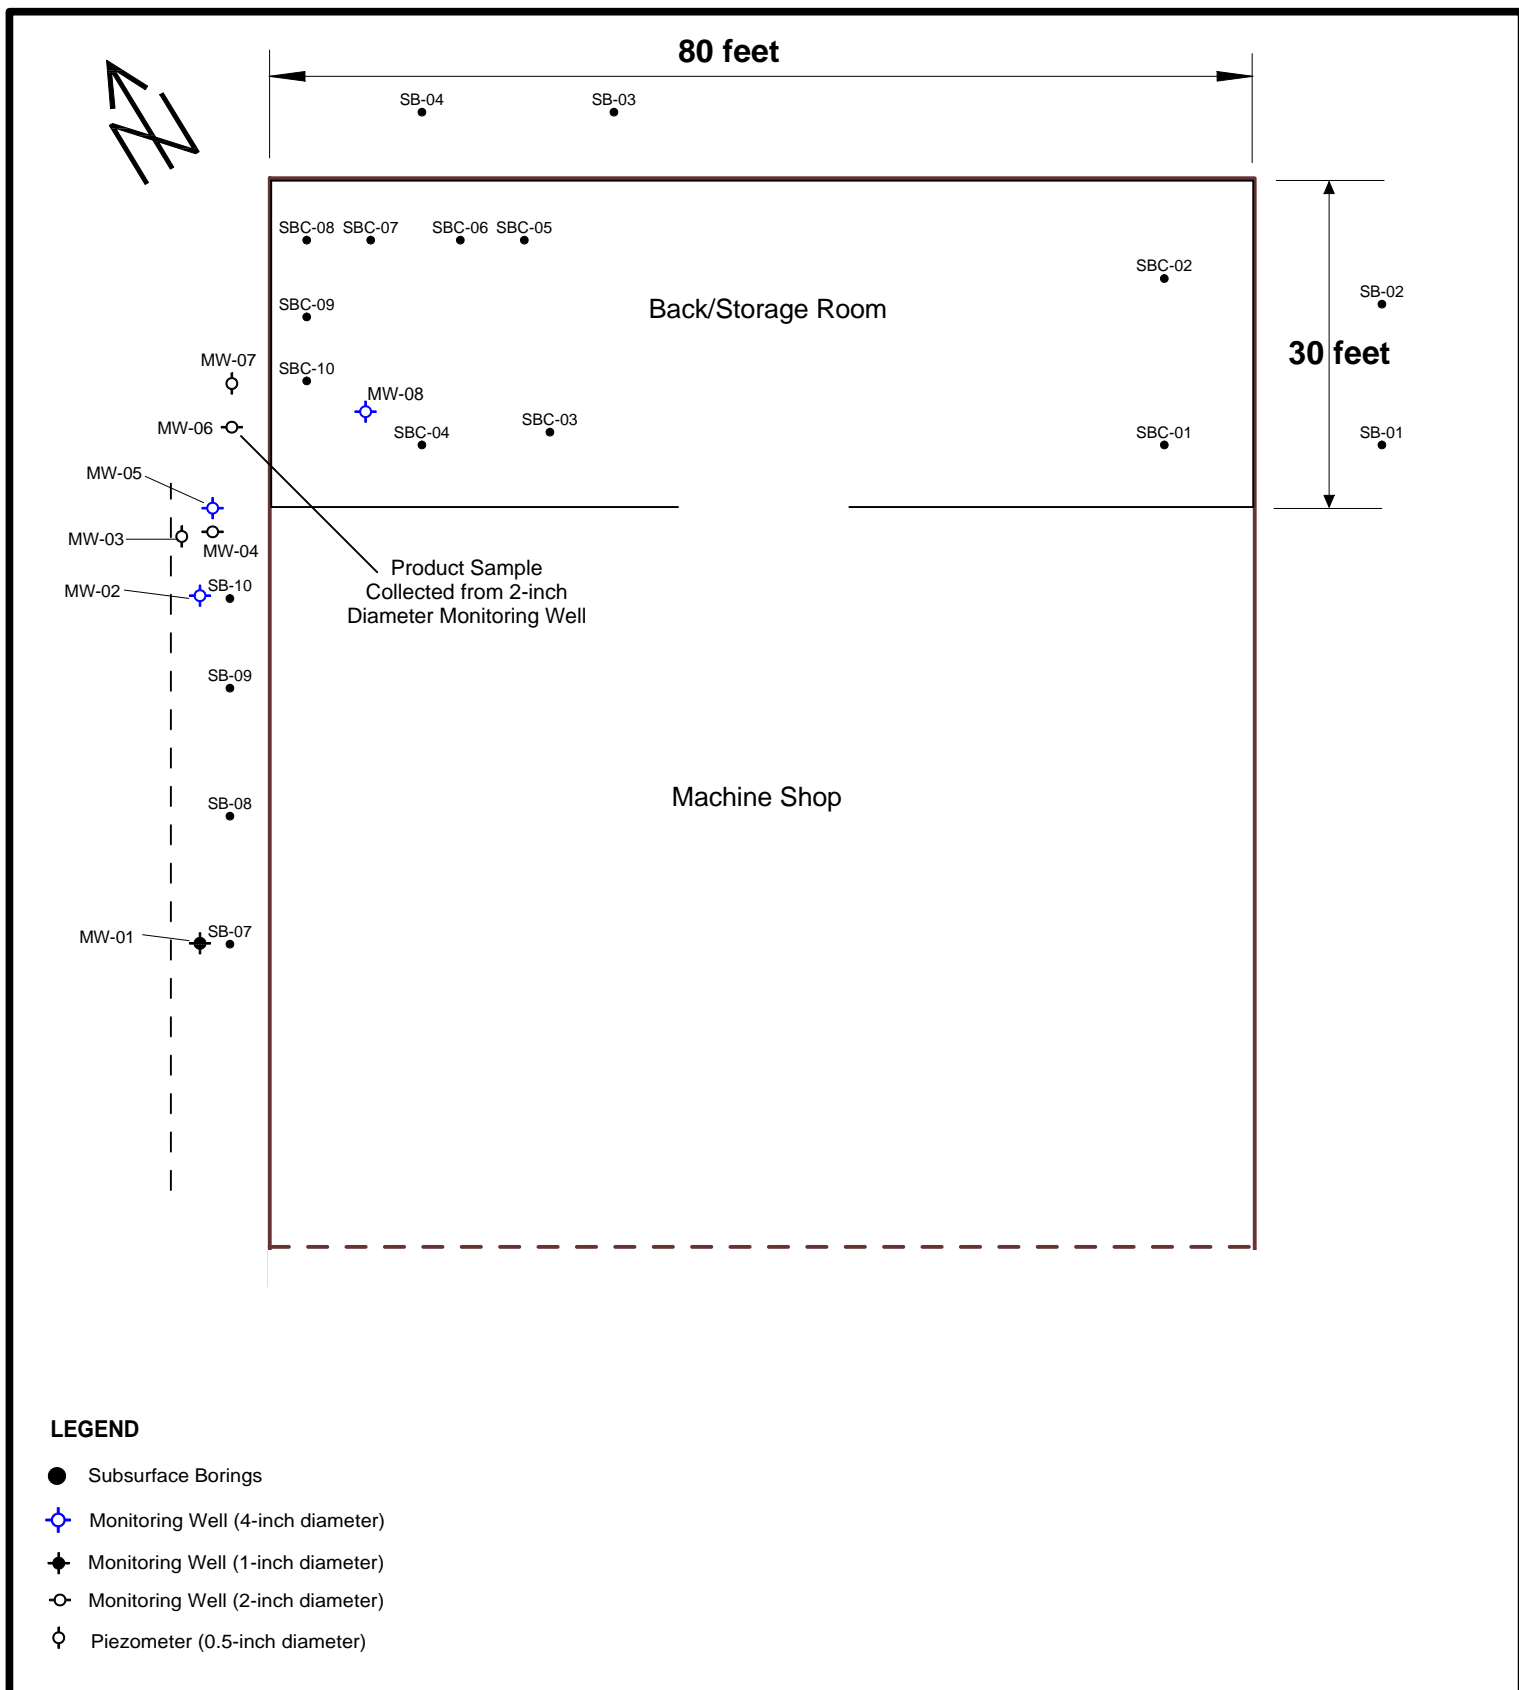 80 feet
SB-04
SB-03
SBC-08
SBC-07
SBC-06
SBC-05
SBC-02
SBC-09
Back/Storage Room
SB-02
MW-07
SBC-10
30 feet
MW-08
MW-06
SBC-04
SBC-03
SBC-01
SB-01
MW-05
MW-03
MW-04
Product Sample
Collected from 2-inch
Diameter Monitoring Well
MW-02
SB-10
SB-09
Machine Shop
SB-08
MW-01
SB-07
LEGEND
Subsurface Borings
Monitoring Well (4-inch diameter)
Monitoring Well (1-inch diameter)
Monitoring Well (2-inch diameter)
Piezometer (0.5-inch diameter)
N